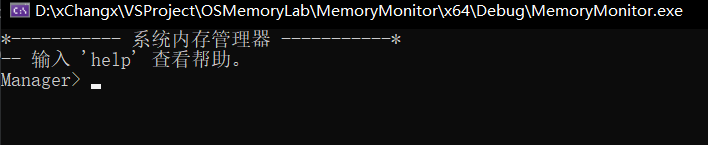 D:\xChangx\VSProject\OSMemoryLab\MemoryMonitor\x64\Debug\MemoryMonitor.exe
*----------- 系统内存管理器 -----------*
-- 输入 'help' 查看帮助。
Manager>